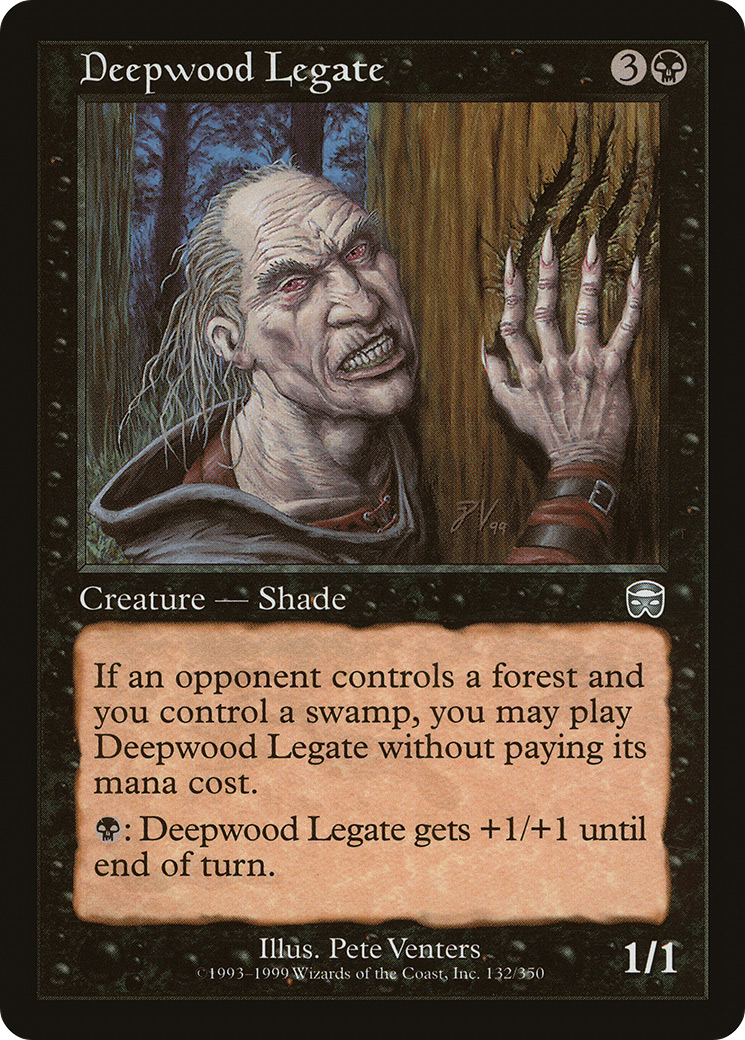 Deepwood Legate
3
Creature — Shade
If an opponent controls a forest and
you control a swamp, you may play
Deepwood Legate without paying its
mana cost.
: Deepwood Legate gets +1/+1 until
end of turn.
Illus. Pete Venters
©1993–1999 Wizards of the Coast, Inc. 132/350
1/1